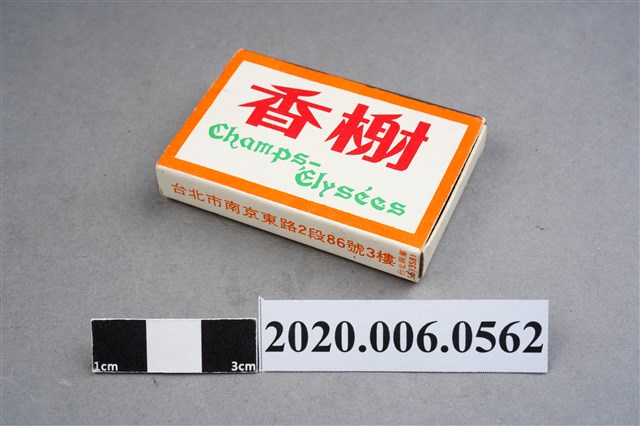 香榭
Champs-
Élysées
台北市南京東路2段86號3樓
1cm
3cm
2020.006.0562